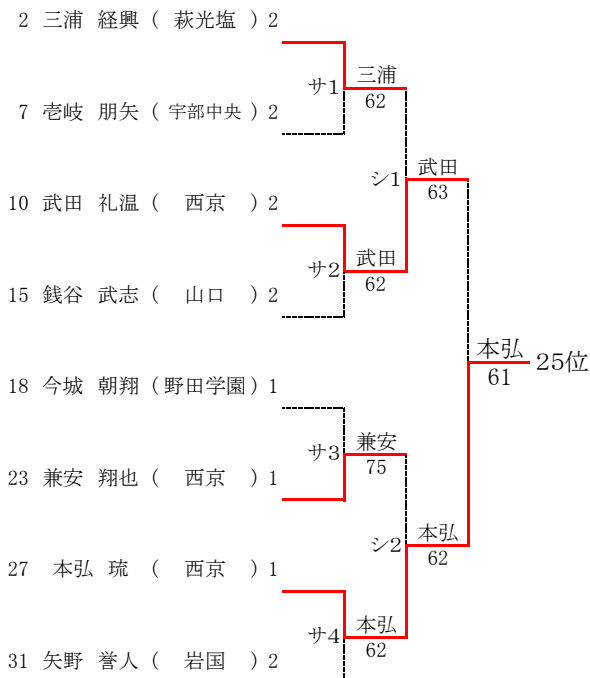 2 三浦 経興 ( 萩光塩 ) 2
三浦
サ1
62
7 壱岐 朋矢 ( 宇部中央 ) 2
シ1
武田
63
10 武田 礼温 ( 西京 ) 2
武田
サ2
62
15 銭谷 武志 ( 山口 ) 2
本弘
25位
61
18 今城 朝翔 ( 野田学園 ) 1
兼安
サ3
75
23 兼安 翔也 ( 西京 ) 1
本弘
シ2
62
27 本弘 琉 ( 西京 ) 1
本弘
サ4
62
31 矢野 誉人 ( 岩国 ) 2